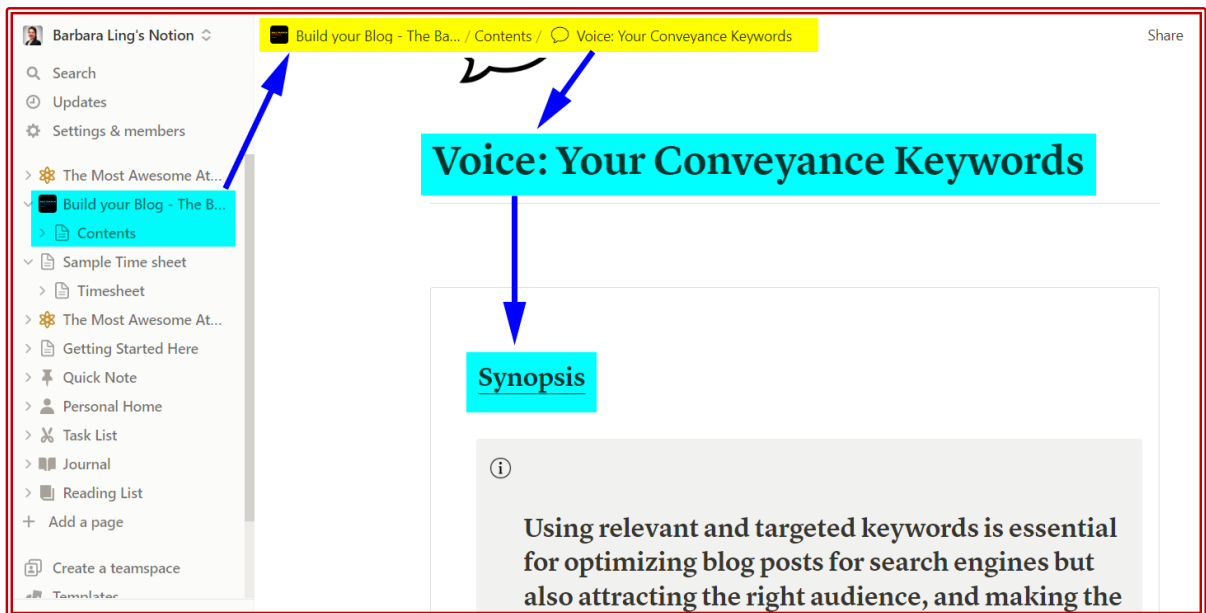 Barbara Ling's Notion
Search
Updates
Settings & members
The Most Awesome At...
Build your Blog - The B...
Contents
Sample Time sheet
Timesheet
The Most Awesome At...
Getting Started Here
Quick Note
Personal Home
Task List
Journal
Reading List
+ Add a page
Create a teamspace
Templates
Build your Blog - The Ba... / Contents / Voice: Your Conveyance Keywords
Share
Voice: Your Conveyance Keywords
Synopsis
Using relevant and targeted keywords is essential
for optimizing blog posts for search engines but
also attracting the right audience, and making the